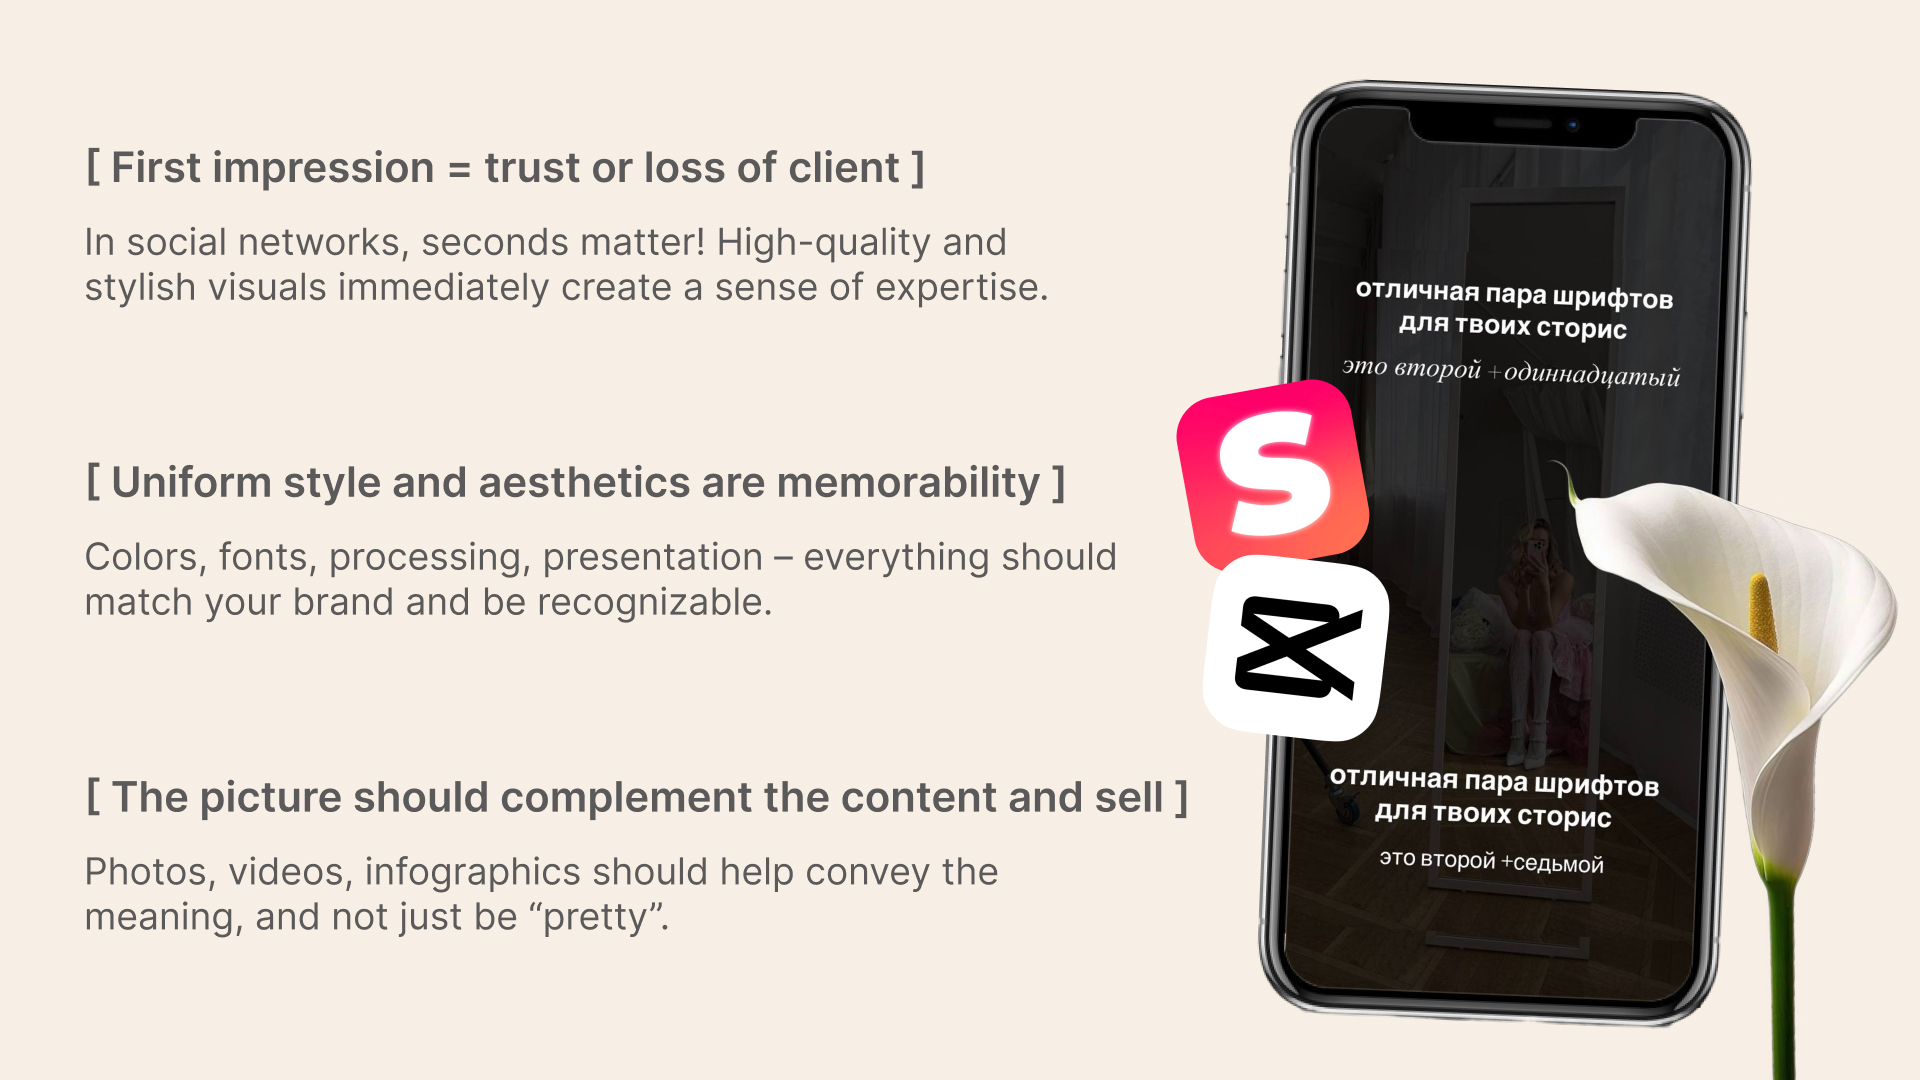 [ First impression = trust or loss of client ]
In social networks, seconds matter! High-quality and
stylish visuals immediately create a sense of expertise.
[ Uniform style and aesthetics are memorability ]
Colors, fonts, processing, presentation – everything should
match your brand and be recognizable.
[ The picture should complement the content and sell ]
Photos, videos, infographics should help convey the
meaning, and not just be “pretty”.
отличная пара шрифтов
для твоих сторис
это второй +одиннадцатый
S
отличная пара шрифтов
для твоих сторис
это второй +седьмой